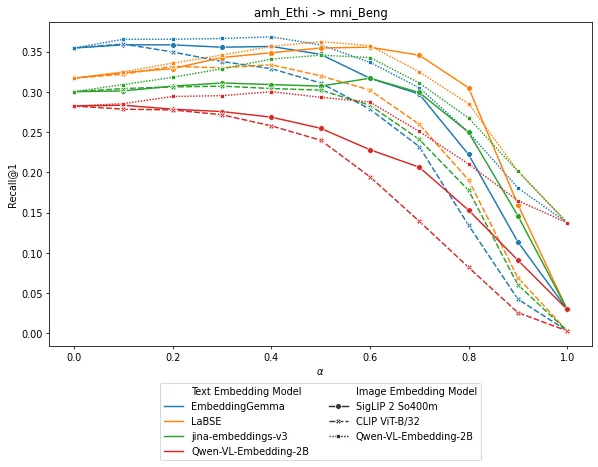 amh_Ethi -> mni_Beng
Recall@1
0.35
0.30
0.25
0.20
0.15
0.10
0.05
0.00
0.0 0.2 0.4 0.6 0.8 1.0
α
Text Embedding Model Image Embedding Model
EmbeddingGemma SigLIP 2 So400m
LaBSE CLIP ViT-B/32
jina-embeddings-v3 Qwen-VL-Embedding-2B
Qwen-VL-Embedding-2B